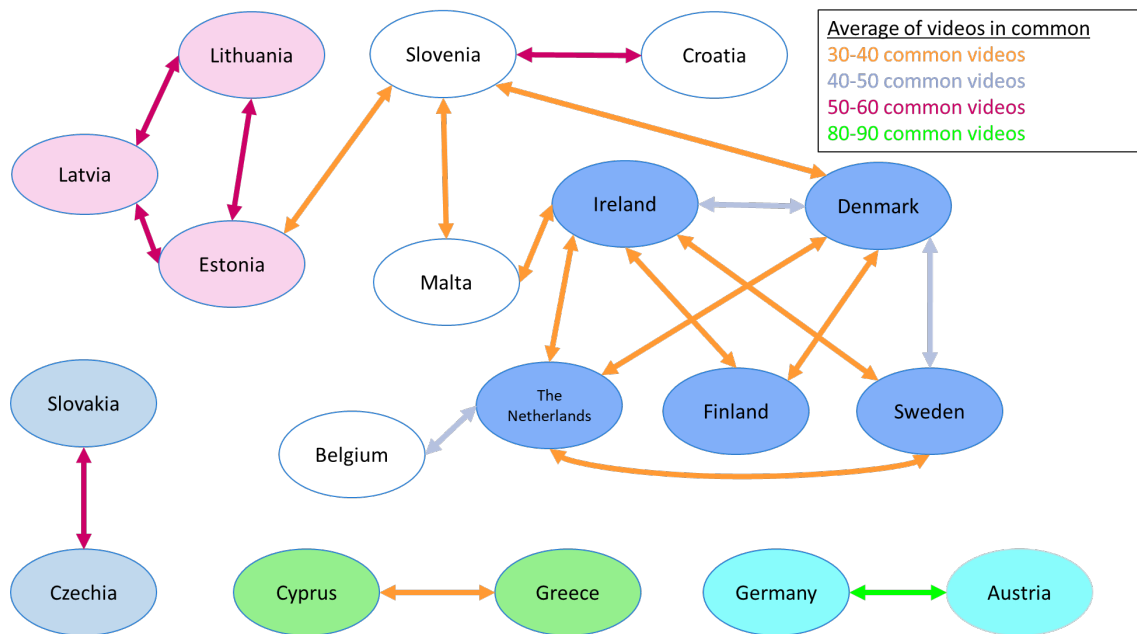 Lithuania
Slovenia
Croatia
Average of videos in common
30-40 common videos
40-50 common videos
50-60 common videos
80-90 common videos
Latvia
Ireland
Denmark
Estonia
Malta
Slovakia
The
Netherlands
Finland
Sweden
Belgium
Czechia
Cyprus
Greece
Germany
Austria